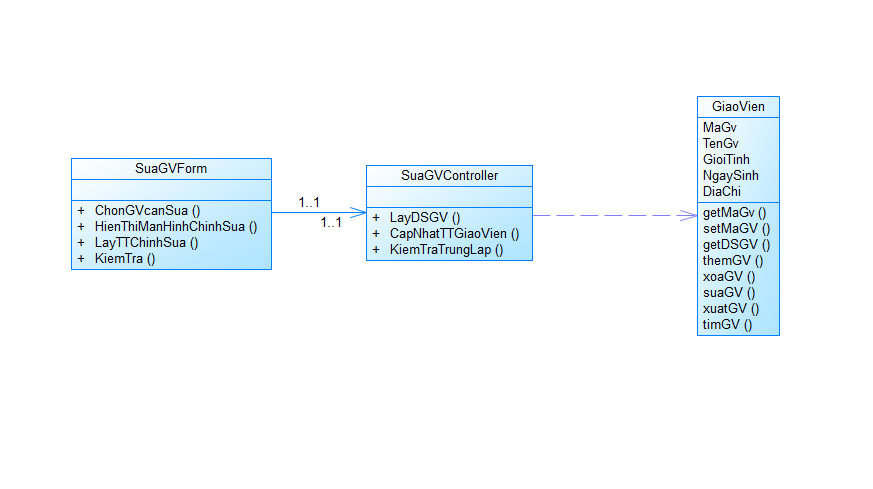 SuaGVForm
+ ChonGVcanSua ()
+ HienThiManHinhChinhSua ()
+ LayTTChinhSua ()
+ KiemTra ()
1..1
1..1
SuaGVController
+ LayDSGV ()
+ CapNhatTTGiaoVien ()
+ KiemTraTrungLap ()
GiaoVien
MaGv
TenGv
GioiTinh
NgaySinh
DiaChi
getMaGv ()
setMaGV ()
getDSGV ()
themGV ()
xoaGV ()
suaGV ()
xuatGV ()
timGV ()